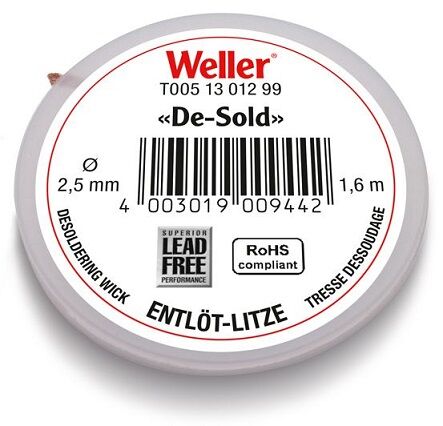 Weller®
T005 13 012 99
«De-Sold»
Ø
2,5 mm
1,6 m
4 003019 009442
SUPERIOR
LEAD
FREE
PERFORMANCE
RoHS
compliant
DESOLDERING WICK
ENTLÖT-LITZE
TRESSE DESSOUDAGE